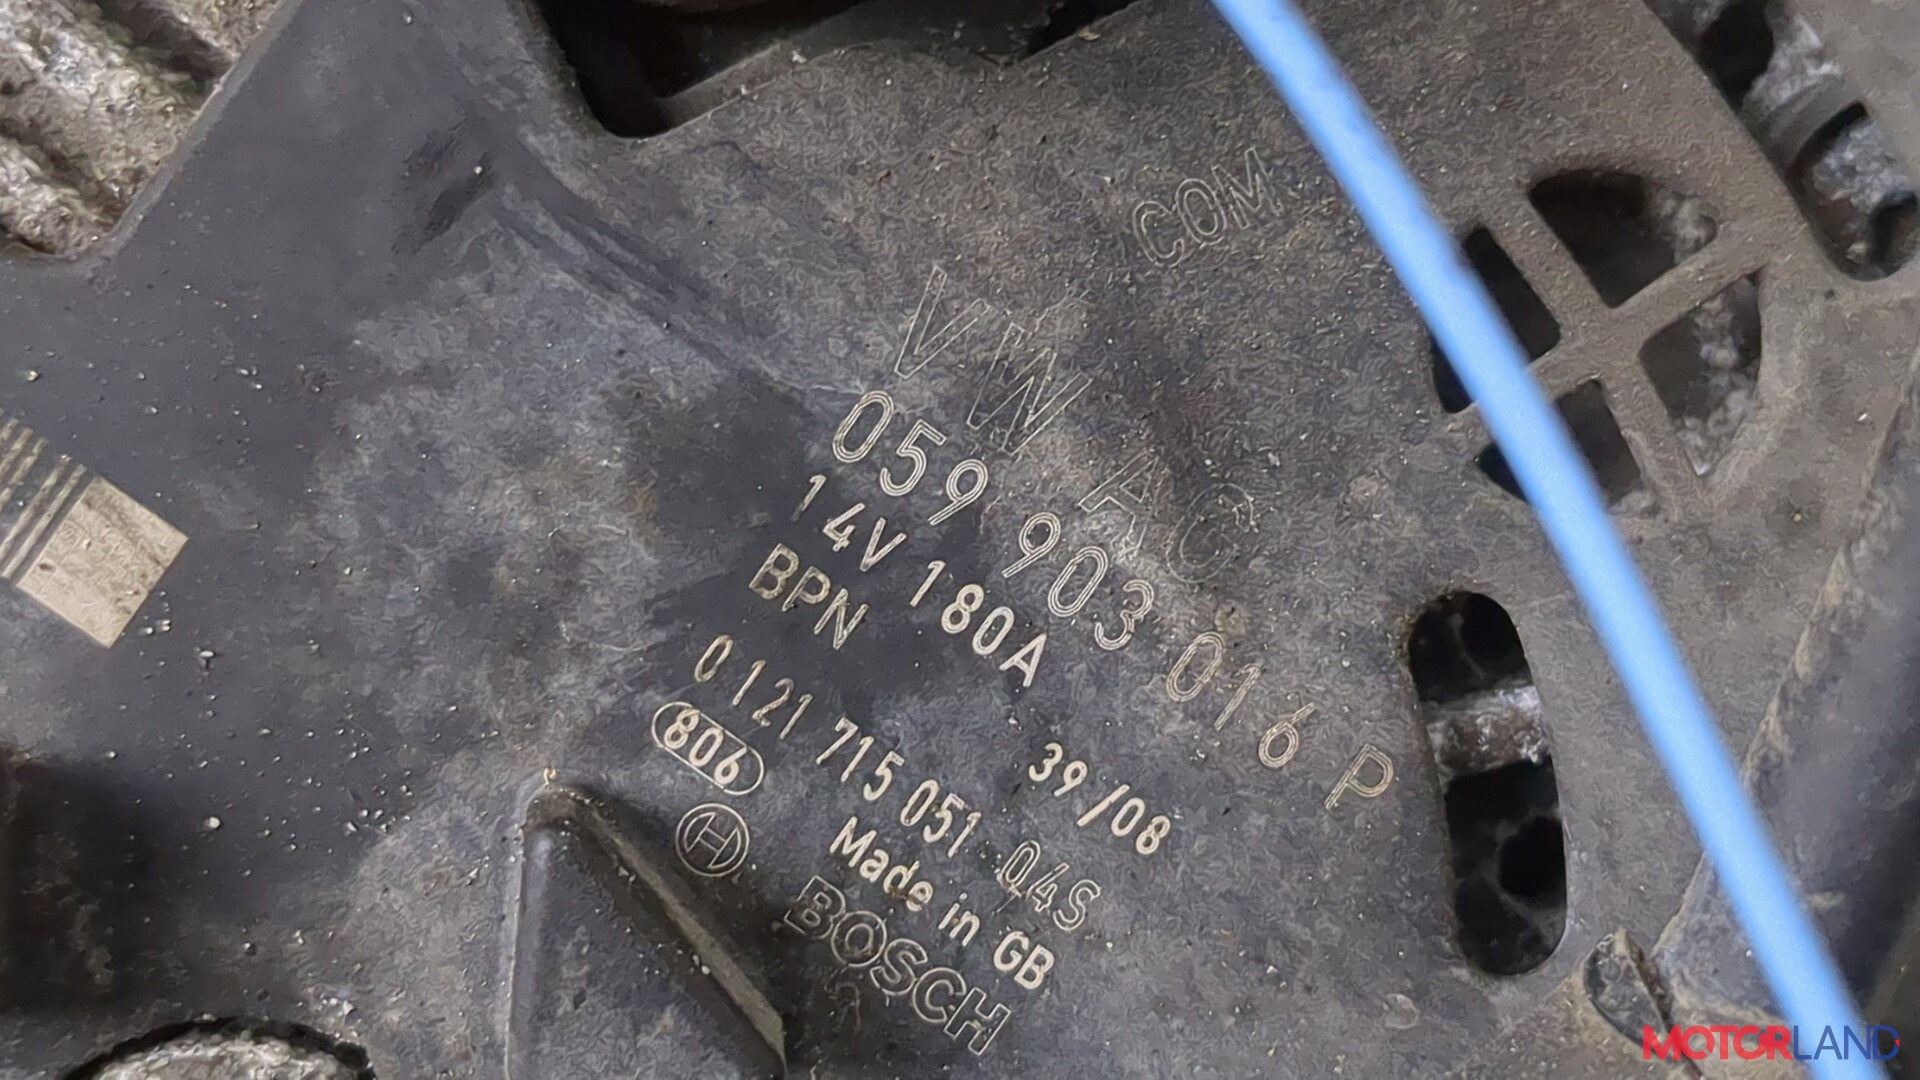 COM
VW AG
059 903 016 P
14V 180A
BPN
39/08
0 121 715 051 04S
806
Made in GB
BOSCH
MOTORLAND